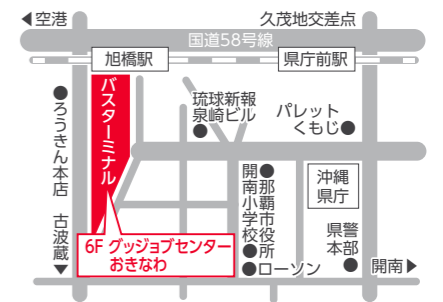 ◀空港
久茂地交差点
国道58号線
旭橋駅
県庁前駅
バスターミナル
●ろうきん本店
古波蔵▼
琉球新報
泉崎ビル
●
パレット
くもじ●
開南小学校●
●那覇市役所
●ローソン
沖縄
県庁
県警
本部
●
開南▶
6F グッジョブセンター
おきなわ